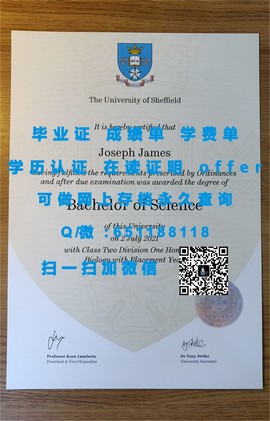 The University of Sheffield
It is hereby certified that
毕业证 成绩单 学费单
Joseph James
学历认证 在读证明 offer
having fulfilled the requirements prescribed by Ordinances
and after due examination was awarded the degree of
可做网上存档永久查询
Bachelor of Science
of this University
Q/微:651188118
on 2 July 2021
with Class Two Division One Hon
Biology with Placement Year
扫一扫加微信
Professor Koen Lamberts
President & Vice-Chancellor
Dr Tony Strike
University Secretary